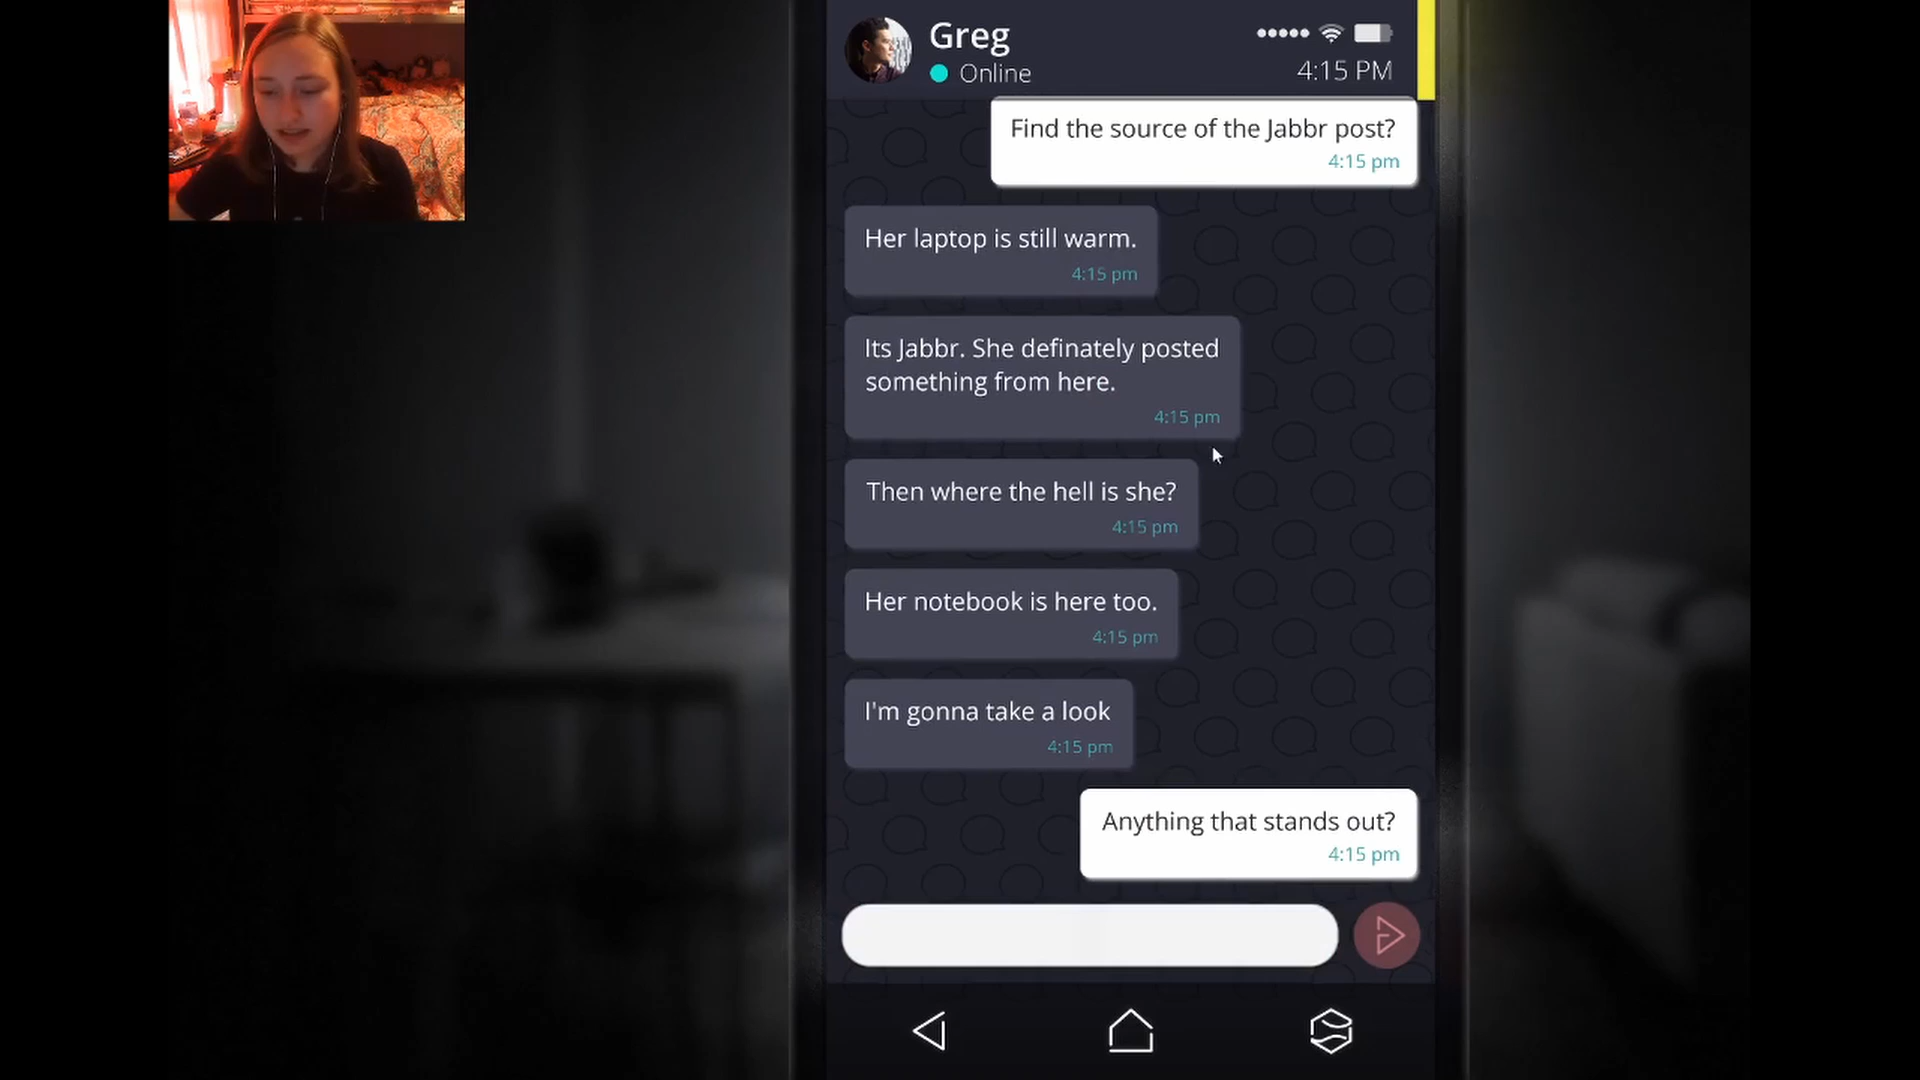 Greg
Online
4:15 PM
Find the source of the Jabbr post?
4:15 pm
Her laptop is still warm.
4:15 pm
Its Jabbr. She definately posted
something from here.
4:15 pm
Then where the hell is she?
4:15 pm
Her notebook is here too.
4:15 pm
I'm gonna take a look
4:15 pm
Anything that stands out?
4:15 pm